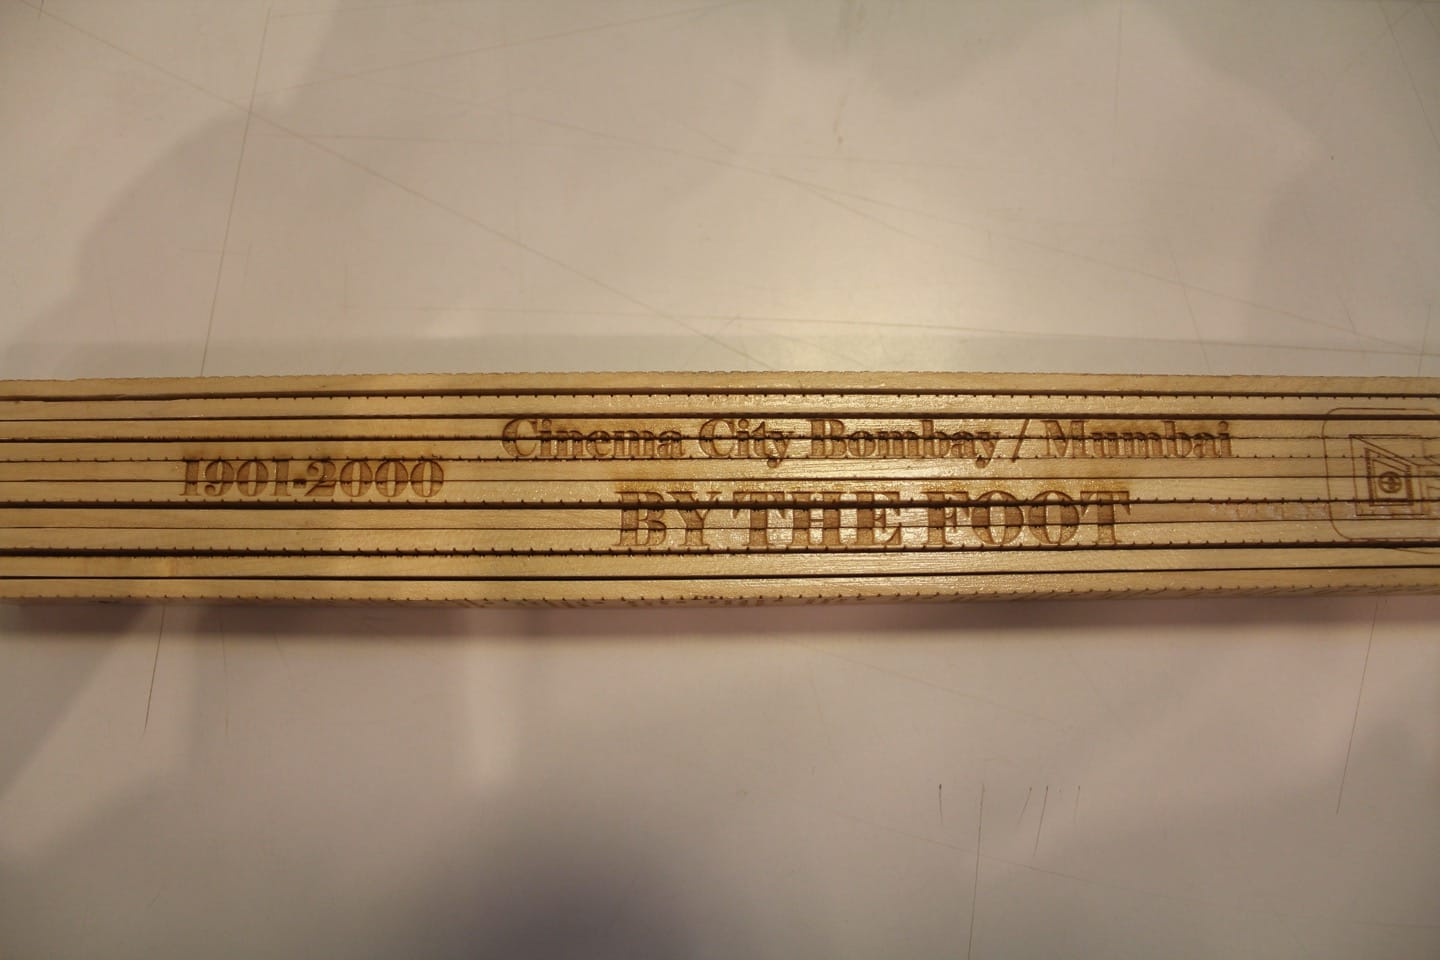 1901-2000
Cinema City Bombay / Mumbai
BY THE FOOT